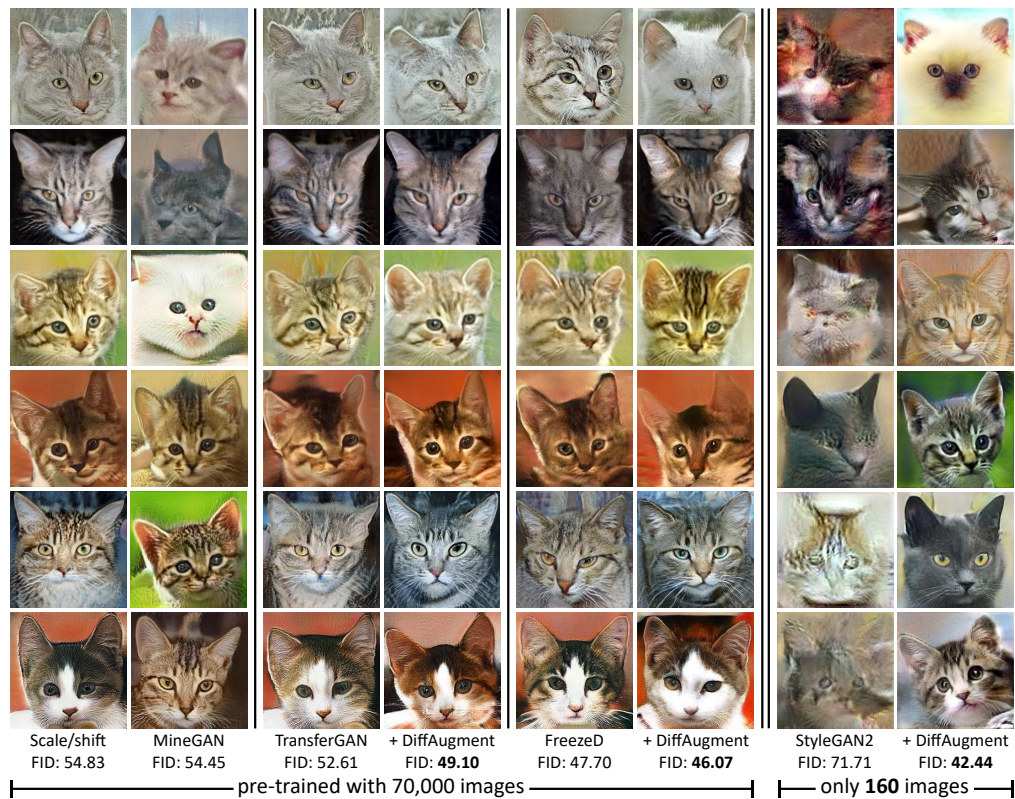 Scale/shift MineGAN TransferGAN + DiffAugment FreezeD + DiffAugment StyleGAN2 + DiffAugment
FID: 54.83 FID: 54.45 FID: 52.61 FID: 49.10 FID: 47.70 FID: 46.07 FID: 71.71 FID: 42.44
pre-trained with 70,000 images only 160 images